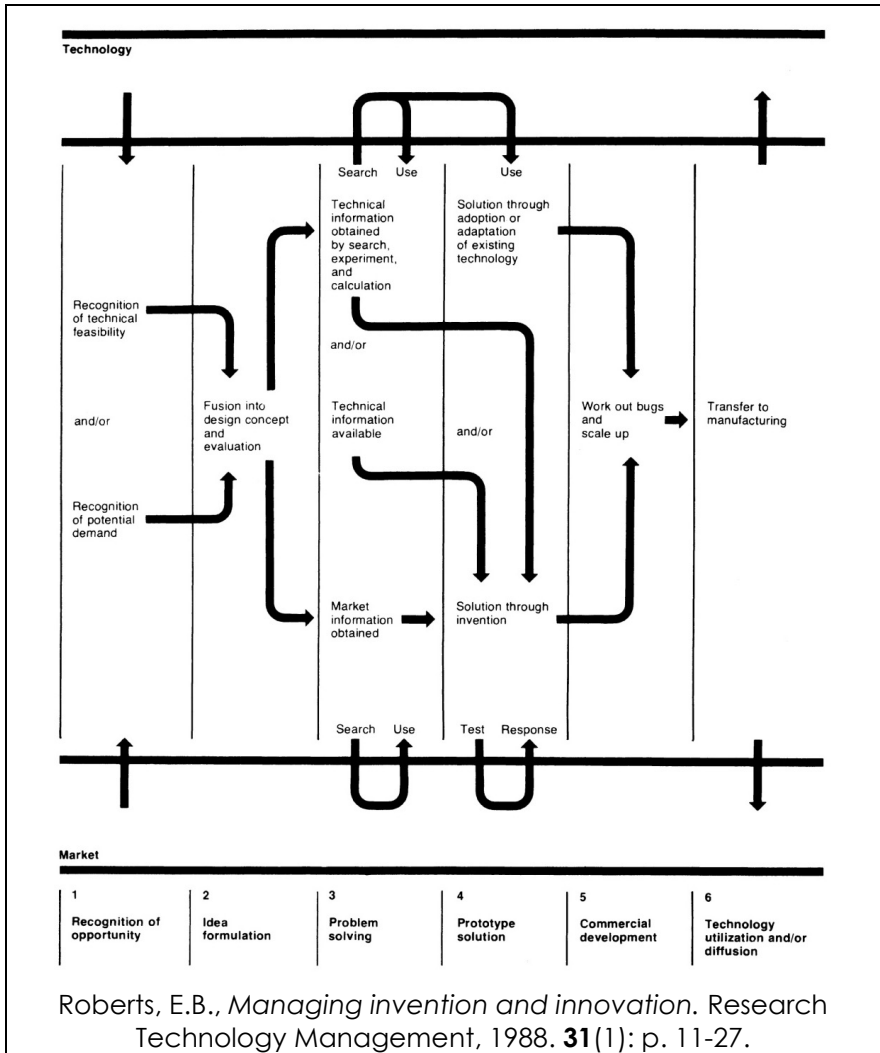 Technology
Search Use
Use
Technical
information
obtained
by search,
experiment,
and
calculation
Solution through
adoption or
adaptation
of existing
technology
Recognition
of technical
feasibility
and/or
and/or
Recognition
of potential
demand
Fusion into
design concept
and
evaluation
Technical
information
available
and/or
Work out bugs
and
scale up
Transfer to
manufacturing
Market
information
obtained
Solution through
invention
Search Use
Test Response
Market
1
Recognition of
opportunity
2
Idea
formulation
3
Problem
solving
4
Prototype
solution
5
Commercial
development
6
Technology
utilization and/or
diffusion
Roberts, E.B., Managing invention and innovation. Research
Technology Management, 1988. 31(1): p. 11-27.